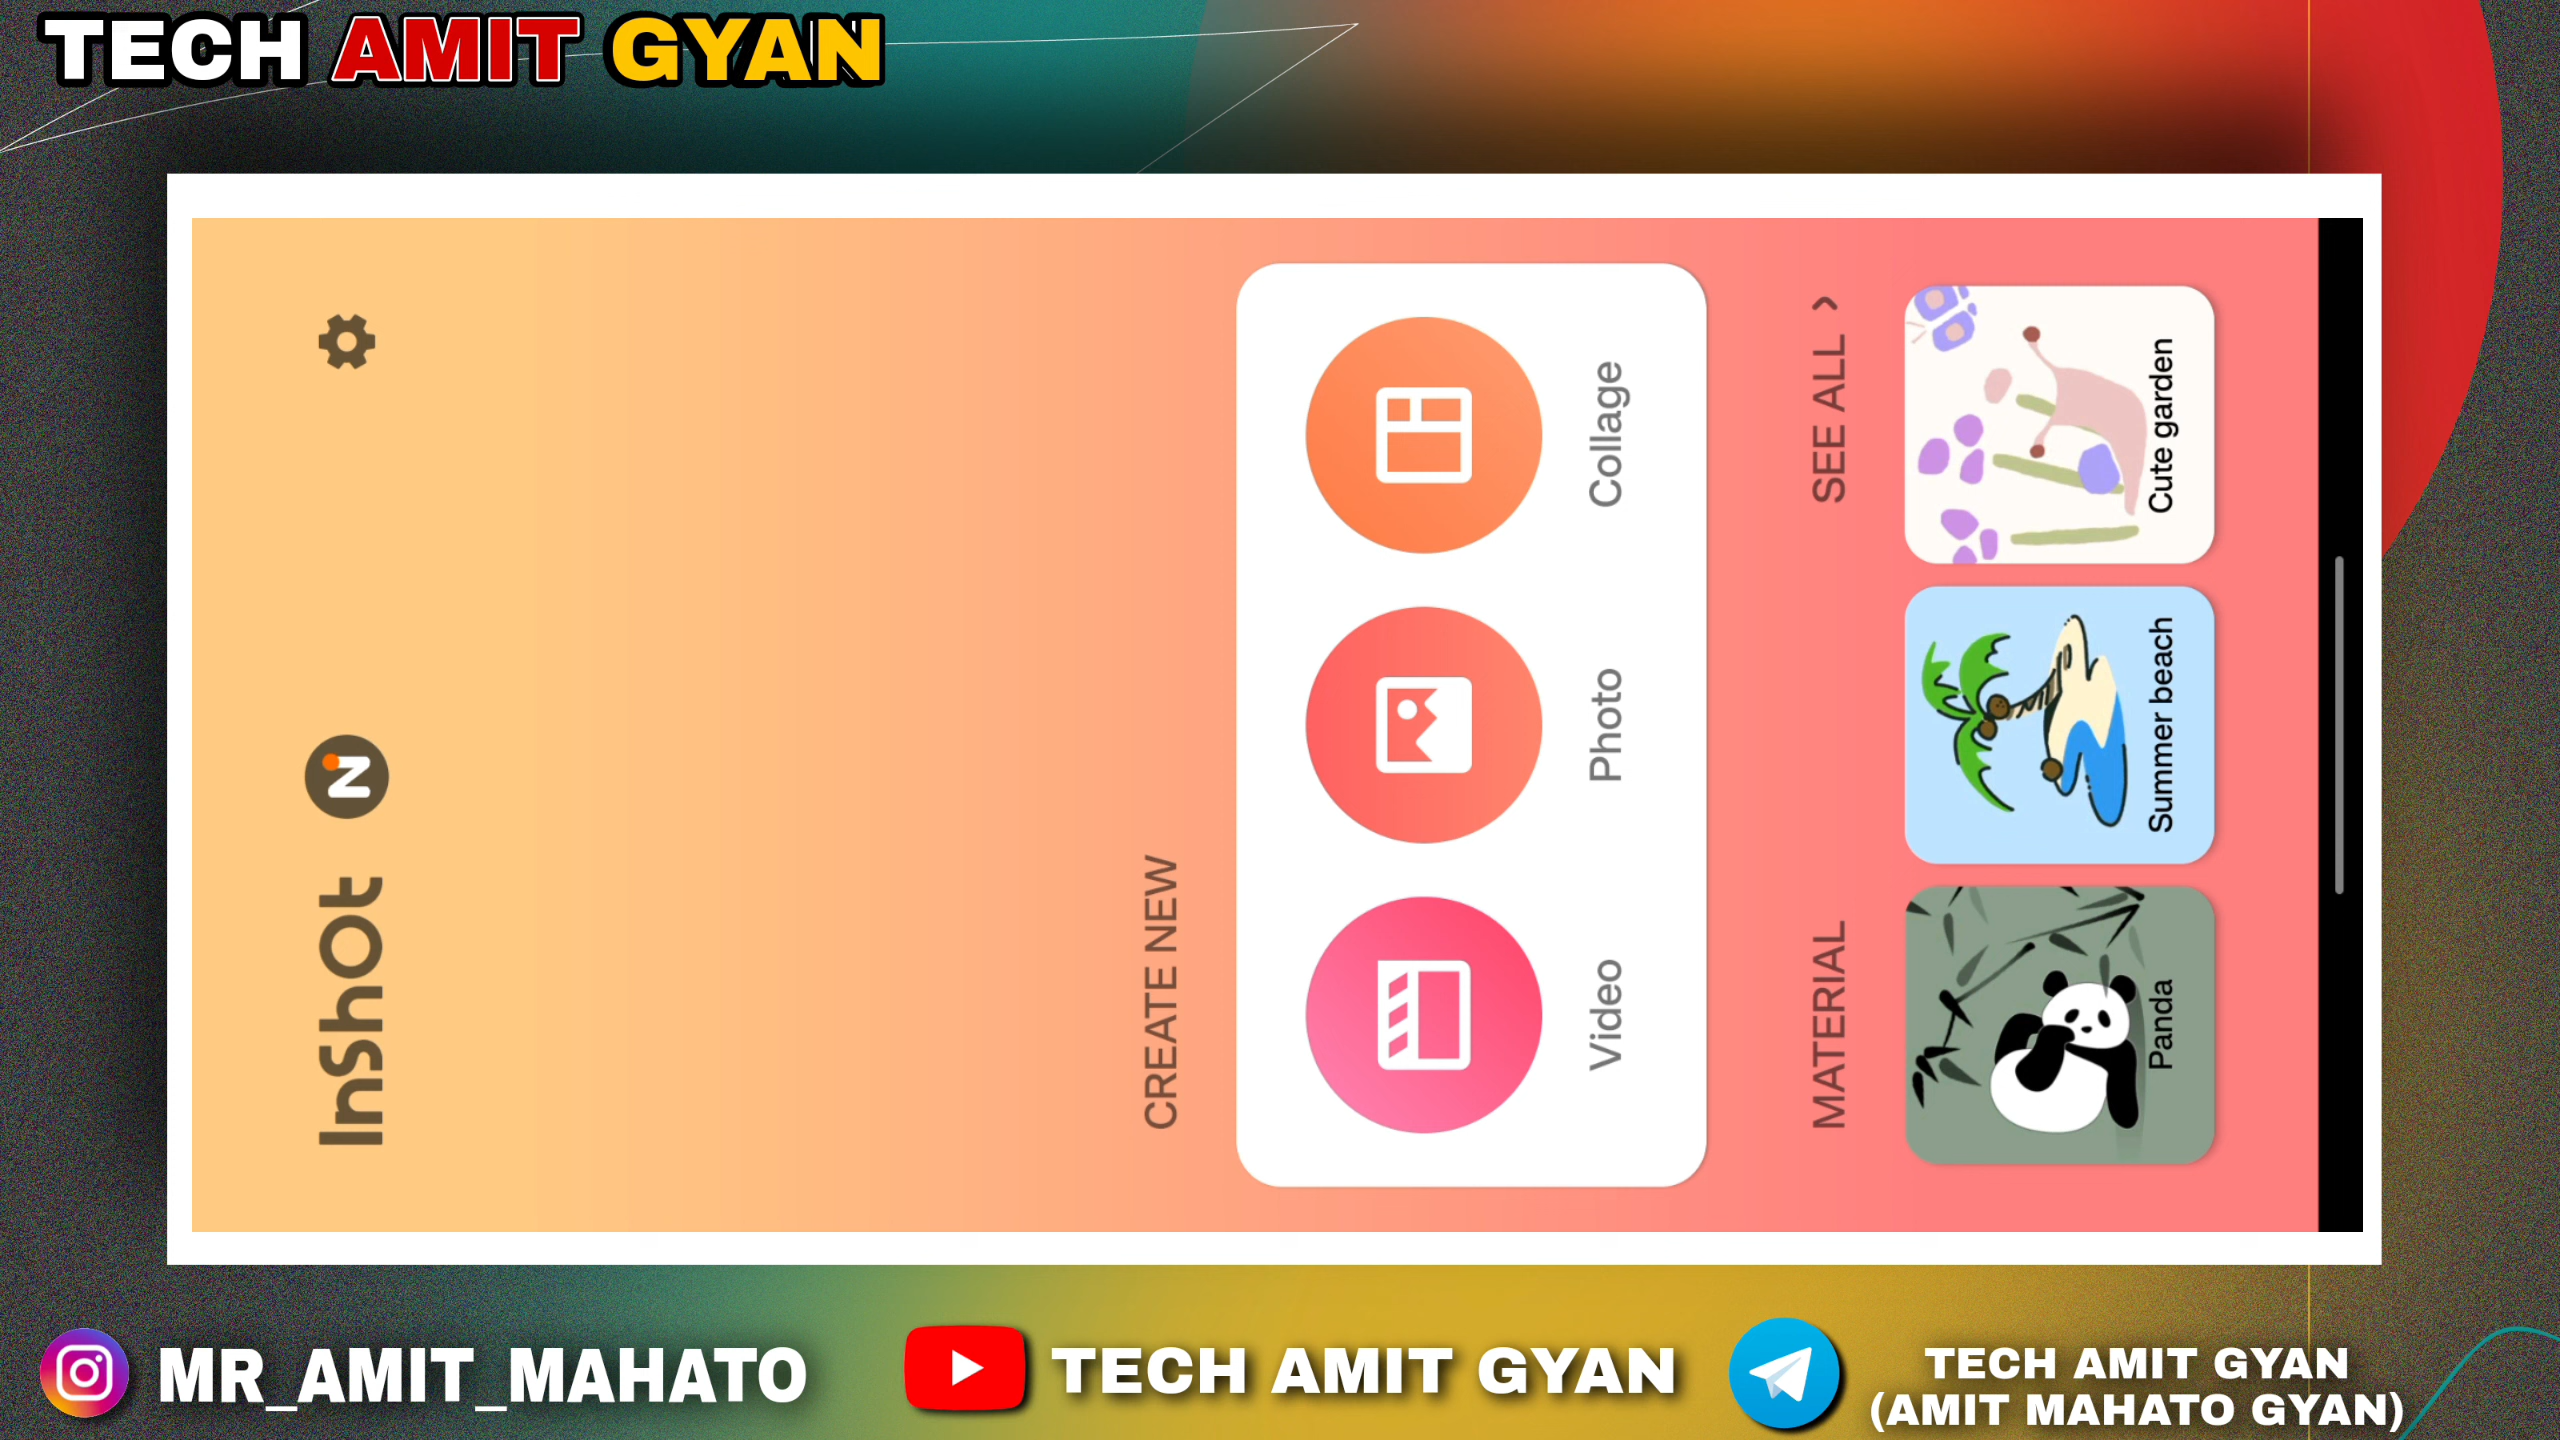 TECH AMIT GYAN
InShOt
N
CREATE NEW
Video
Photo
Collage
MATERIAL
SEE ALL >
Panda
Summer beach
Cute garden
MR_AMIT_MAHATO
TECH AMIT GYAN
TECH AMIT GYAN
(AMIT MAHATO GYAN)